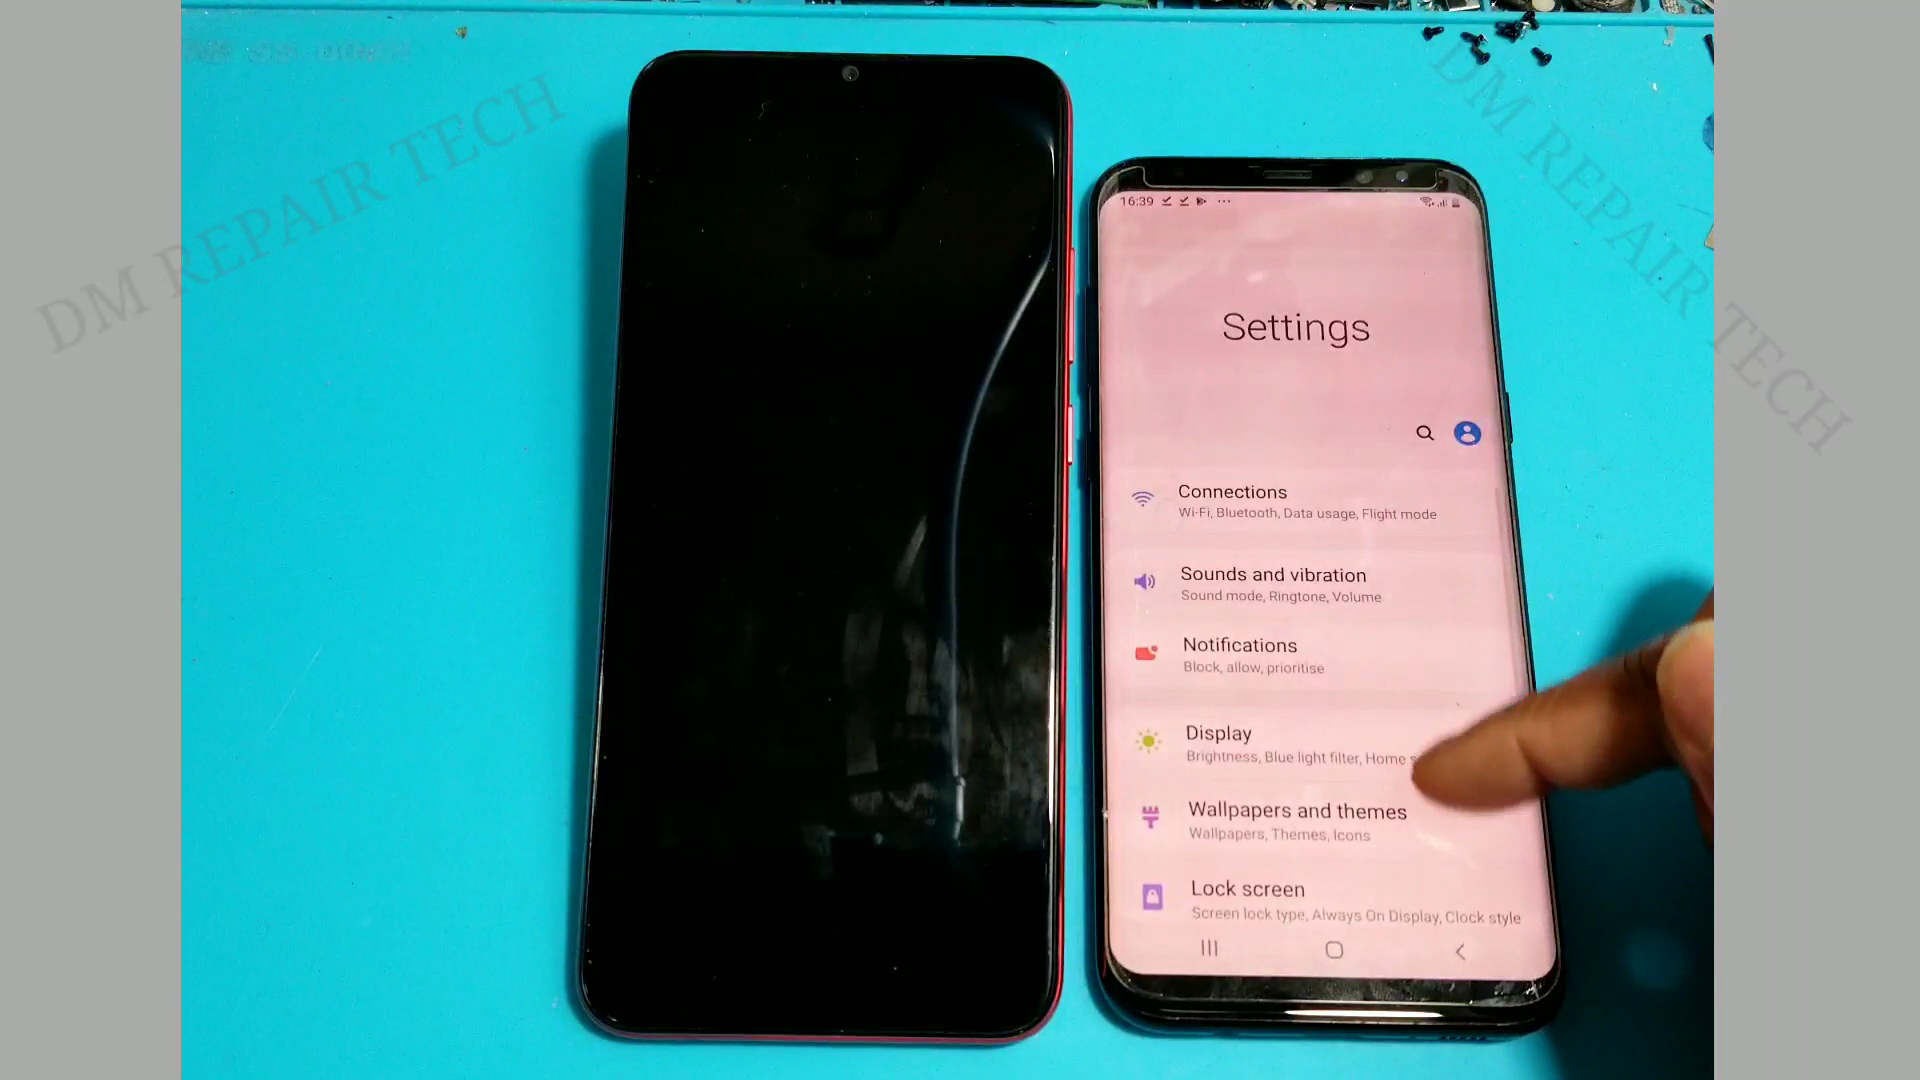 DM REPAIR TECH
DM REPAIR TECH
16:39
Settings
Connections
Wi-Fi, Bluetooth, Data usage, Flight mode
Sounds and vibration
Sound mode, Ringtone, Volume
Notifications
Block, allow, prioritise
Display
Brightness, Blue light filter, Home
Wallpapers and themes
Wallpapers, Themes, Icons
Lock screen
Screen lock type, Always On Display, Clock style